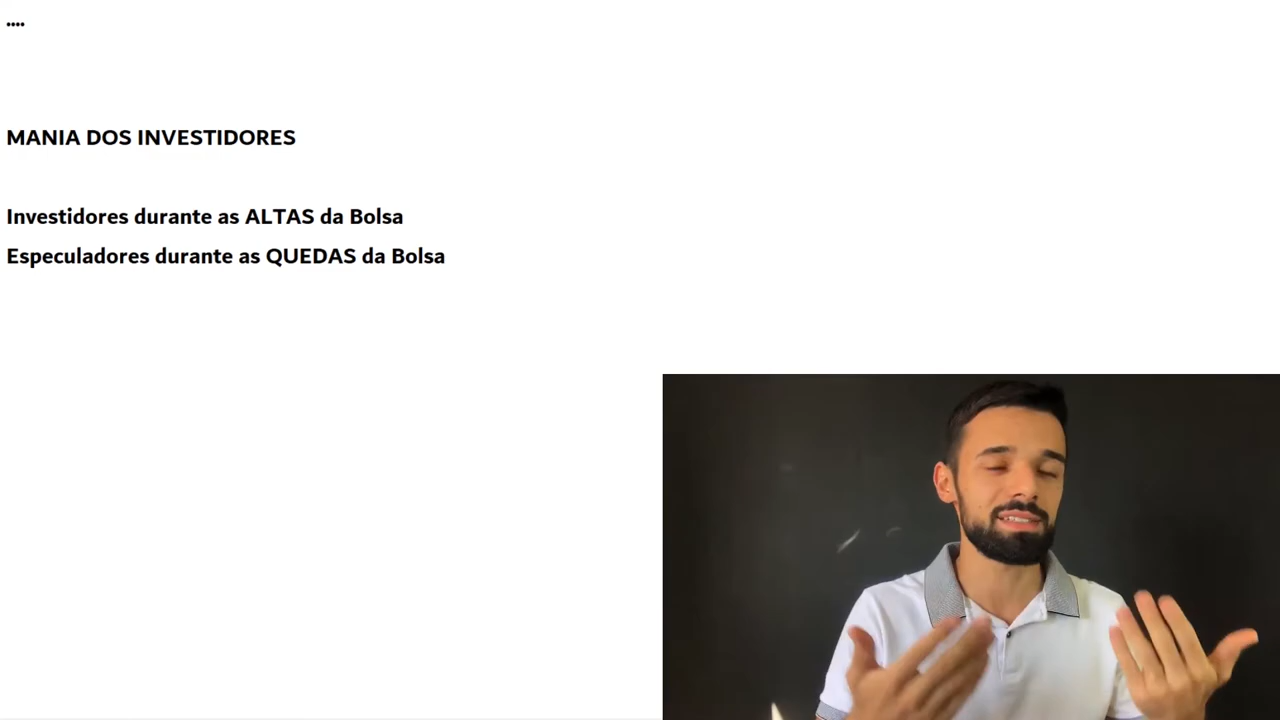 ••••
MANIA DOS INVESTIDORES
Investidores durante as ALTAS da Bolsa
Especuladores durante as QUEDAS da Bolsa